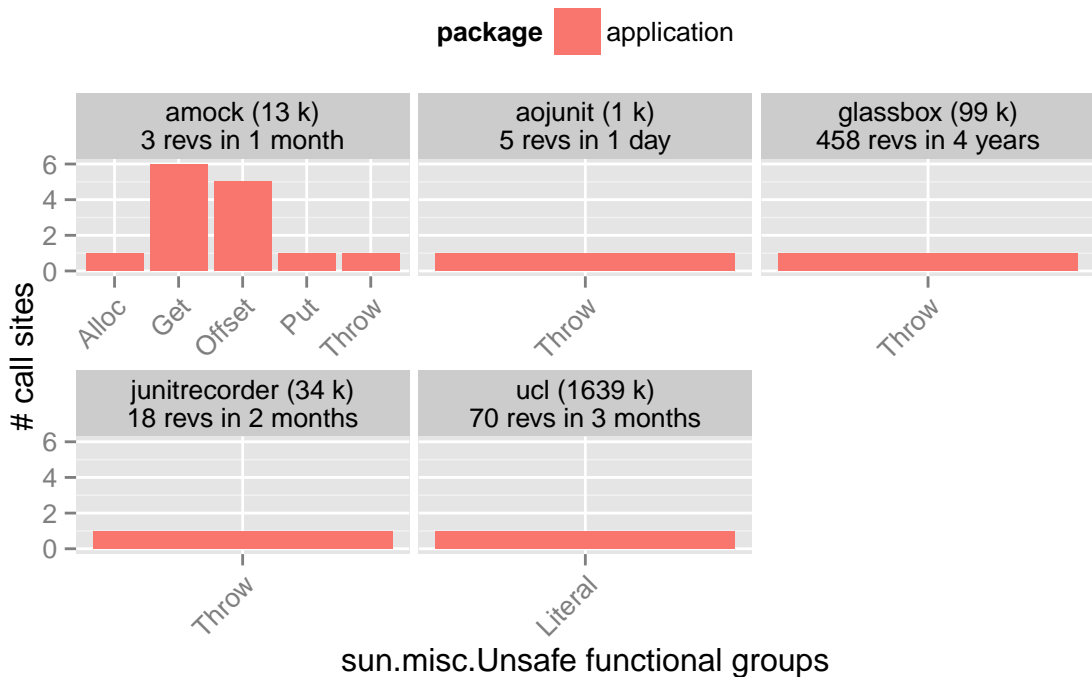 package application
amock (13 k)
3 revs in 1 month
aojunit (1 k)
5 revs in 1 day
glassbox (99 k)
458 revs in 4 years
6
4
2
0
Alloc
Get
Offset
Put
Throw
Throw
Throw
# call sites
junitrecorder (34 k)
18 revs in 2 months
ucl (1639 k)
70 revs in 3 months
6
4
2
0
Throw
Literal
sun.misc.Unsafe functional groups